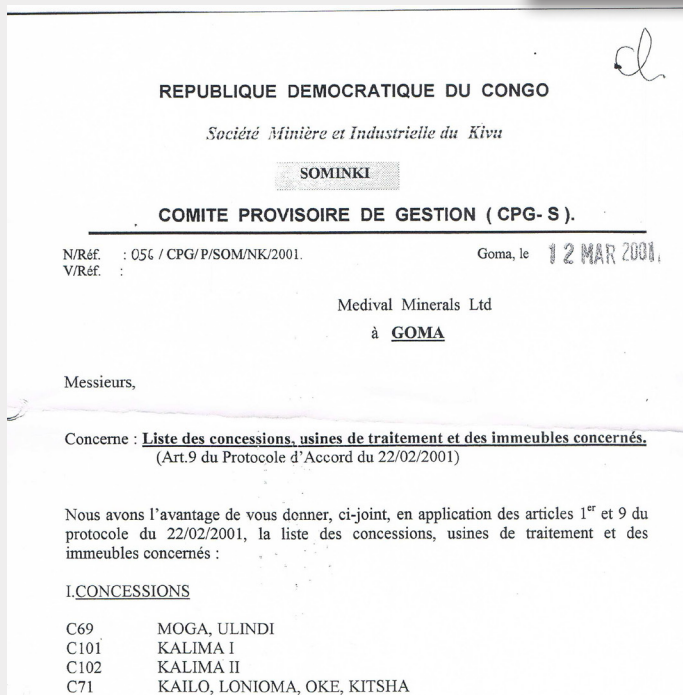 REPUBLIQUE DEMOCRATIQUE DU CONGO
Société Minière et Industrielle du Kivu
SOMINKI
COMITE PROVISOIRE DE GESTION ( CPG- S ).
N/Réf. : 056 / CPG/ P/SOM/NK/2001. Goma, le 12 MAR 2001.
V/Réf. :
Medival Minerals Ltd
à GOMA
Messieurs,
Concerne : Liste des concessions, usines de traitement et des immeubles concernés.
(Art.9 du Protocole d'Accord du 22/02/2001)
Nous avons l'avantage de vous donner, ci-joint, en application des articles 1er et 9 du
protocole du 22/02/2001, la liste des concessions, usines de traitement et des
immeubles concernés :
I.CONCESSIONS
C69 MOGA, ULINDI
C101 KALIMA I
C102 KALIMA II
C71 KAILO, LONIOMA, OKE, KITSHA